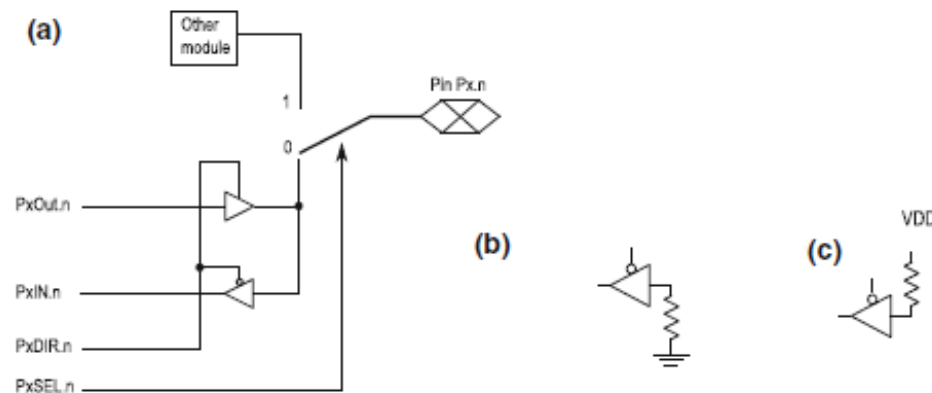 (a)
Other
module
Pin Px.n
1
0
PxOut.n
PxIN.n
PxDIR.n
PxSEL.n
(b)
(c)
VDD